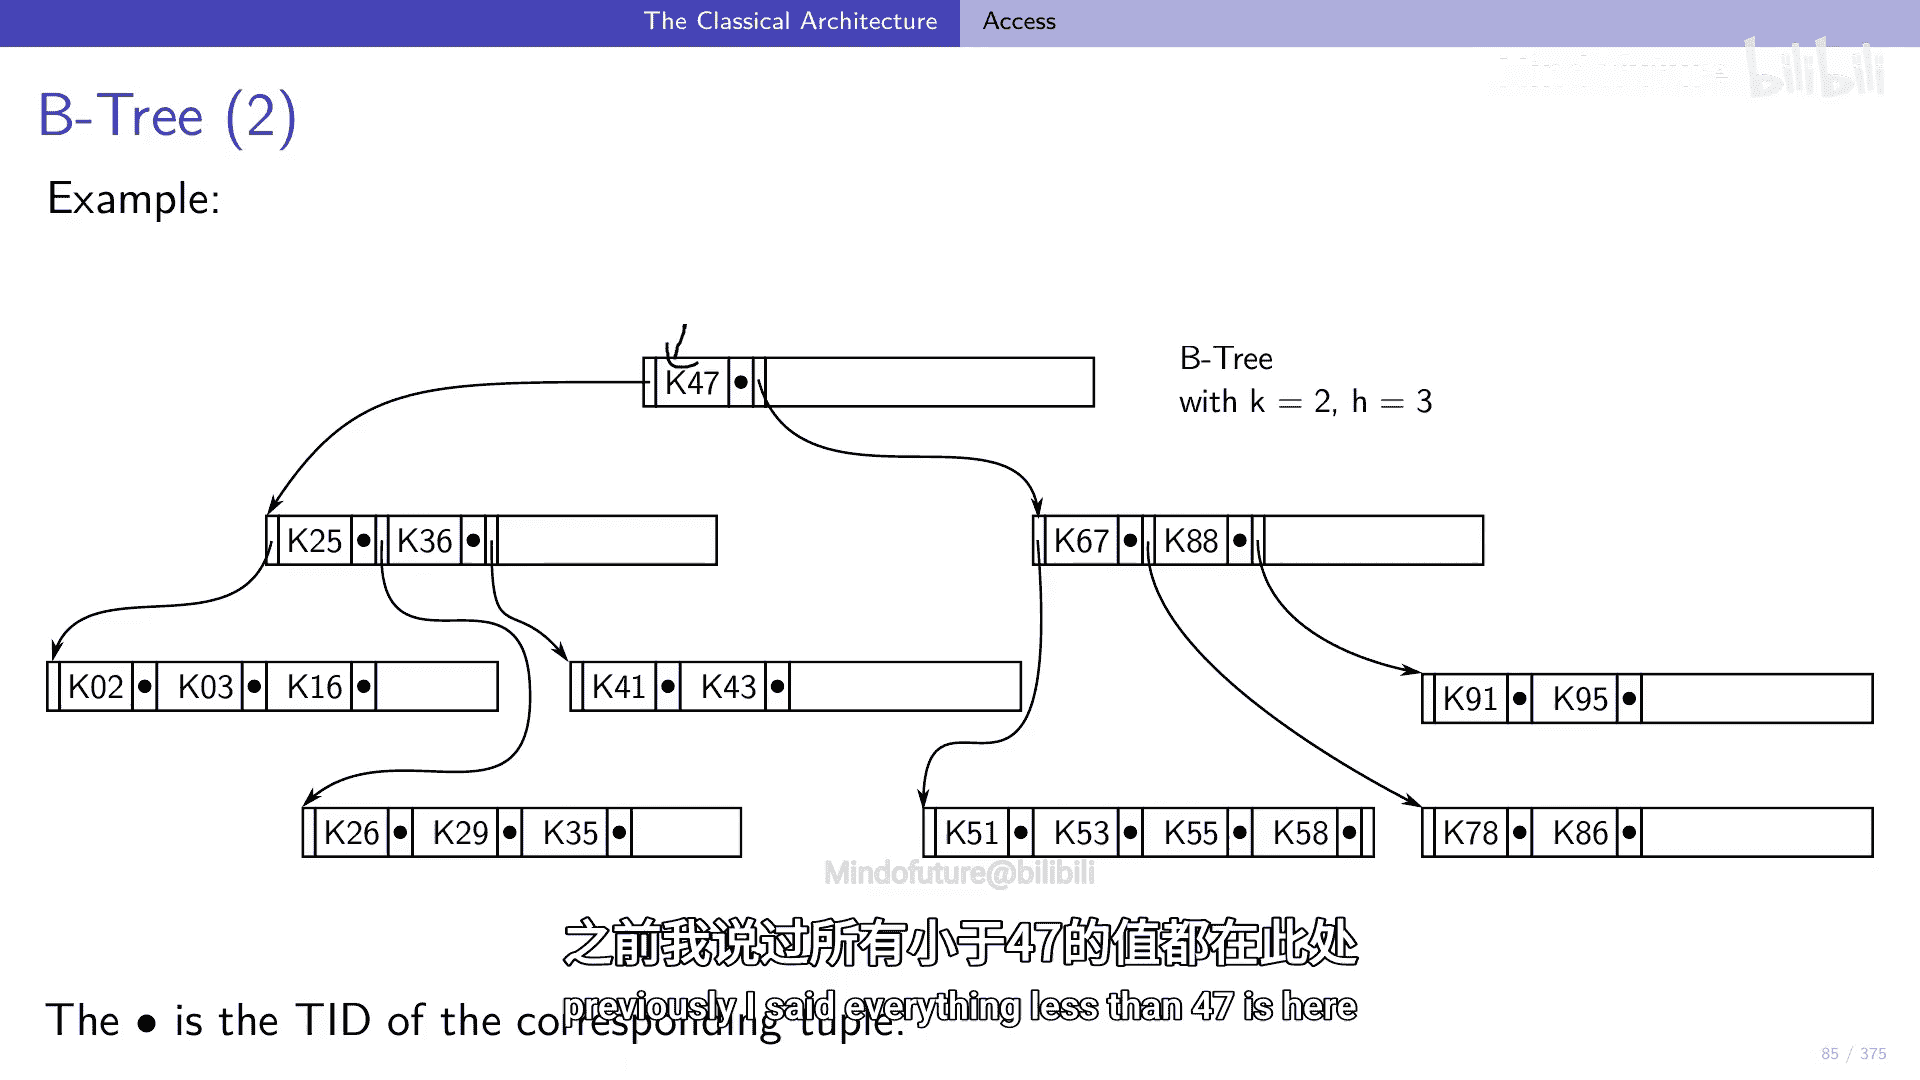 The Classical Architecture Access
bilibili
B-Tree (2)
Example:
K47
B-Tree
with k = 2, h = 3
K25 K36
K67 K88
K02 K03 K16
K41 K43
K91 K95
K26 K29 K35
K51 K53 K55 K58
K78 K86
Mindofuture@bilibili
之前我说过所有小于47的值都在此处
previously I said everything less than 47 is here
The • is the TID of the corresponding tuple.
85 / 375